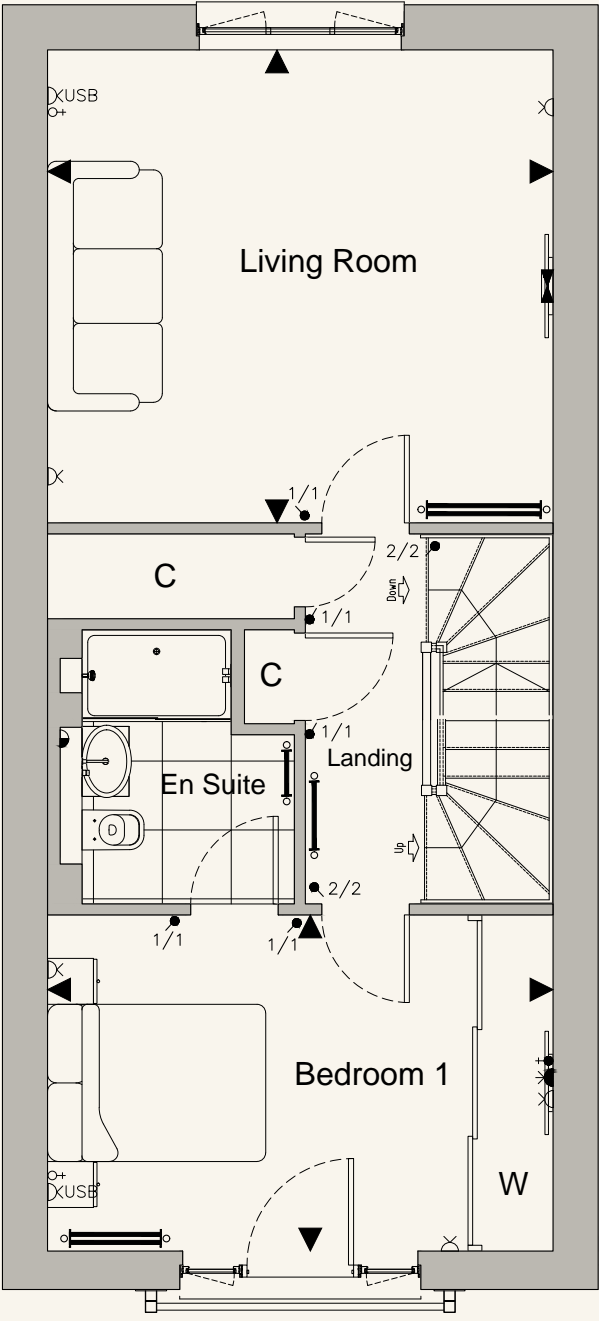 USB
Living Room
1/1
2/2
C
Down
1/1
C
1/1
Landing
En Suite
Up
2/2
1/1
1/1
Bedroom 1
W
USB